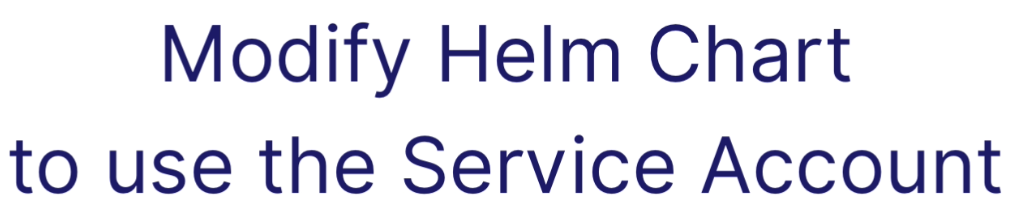 Modify Helm Chart
to use the Service Account